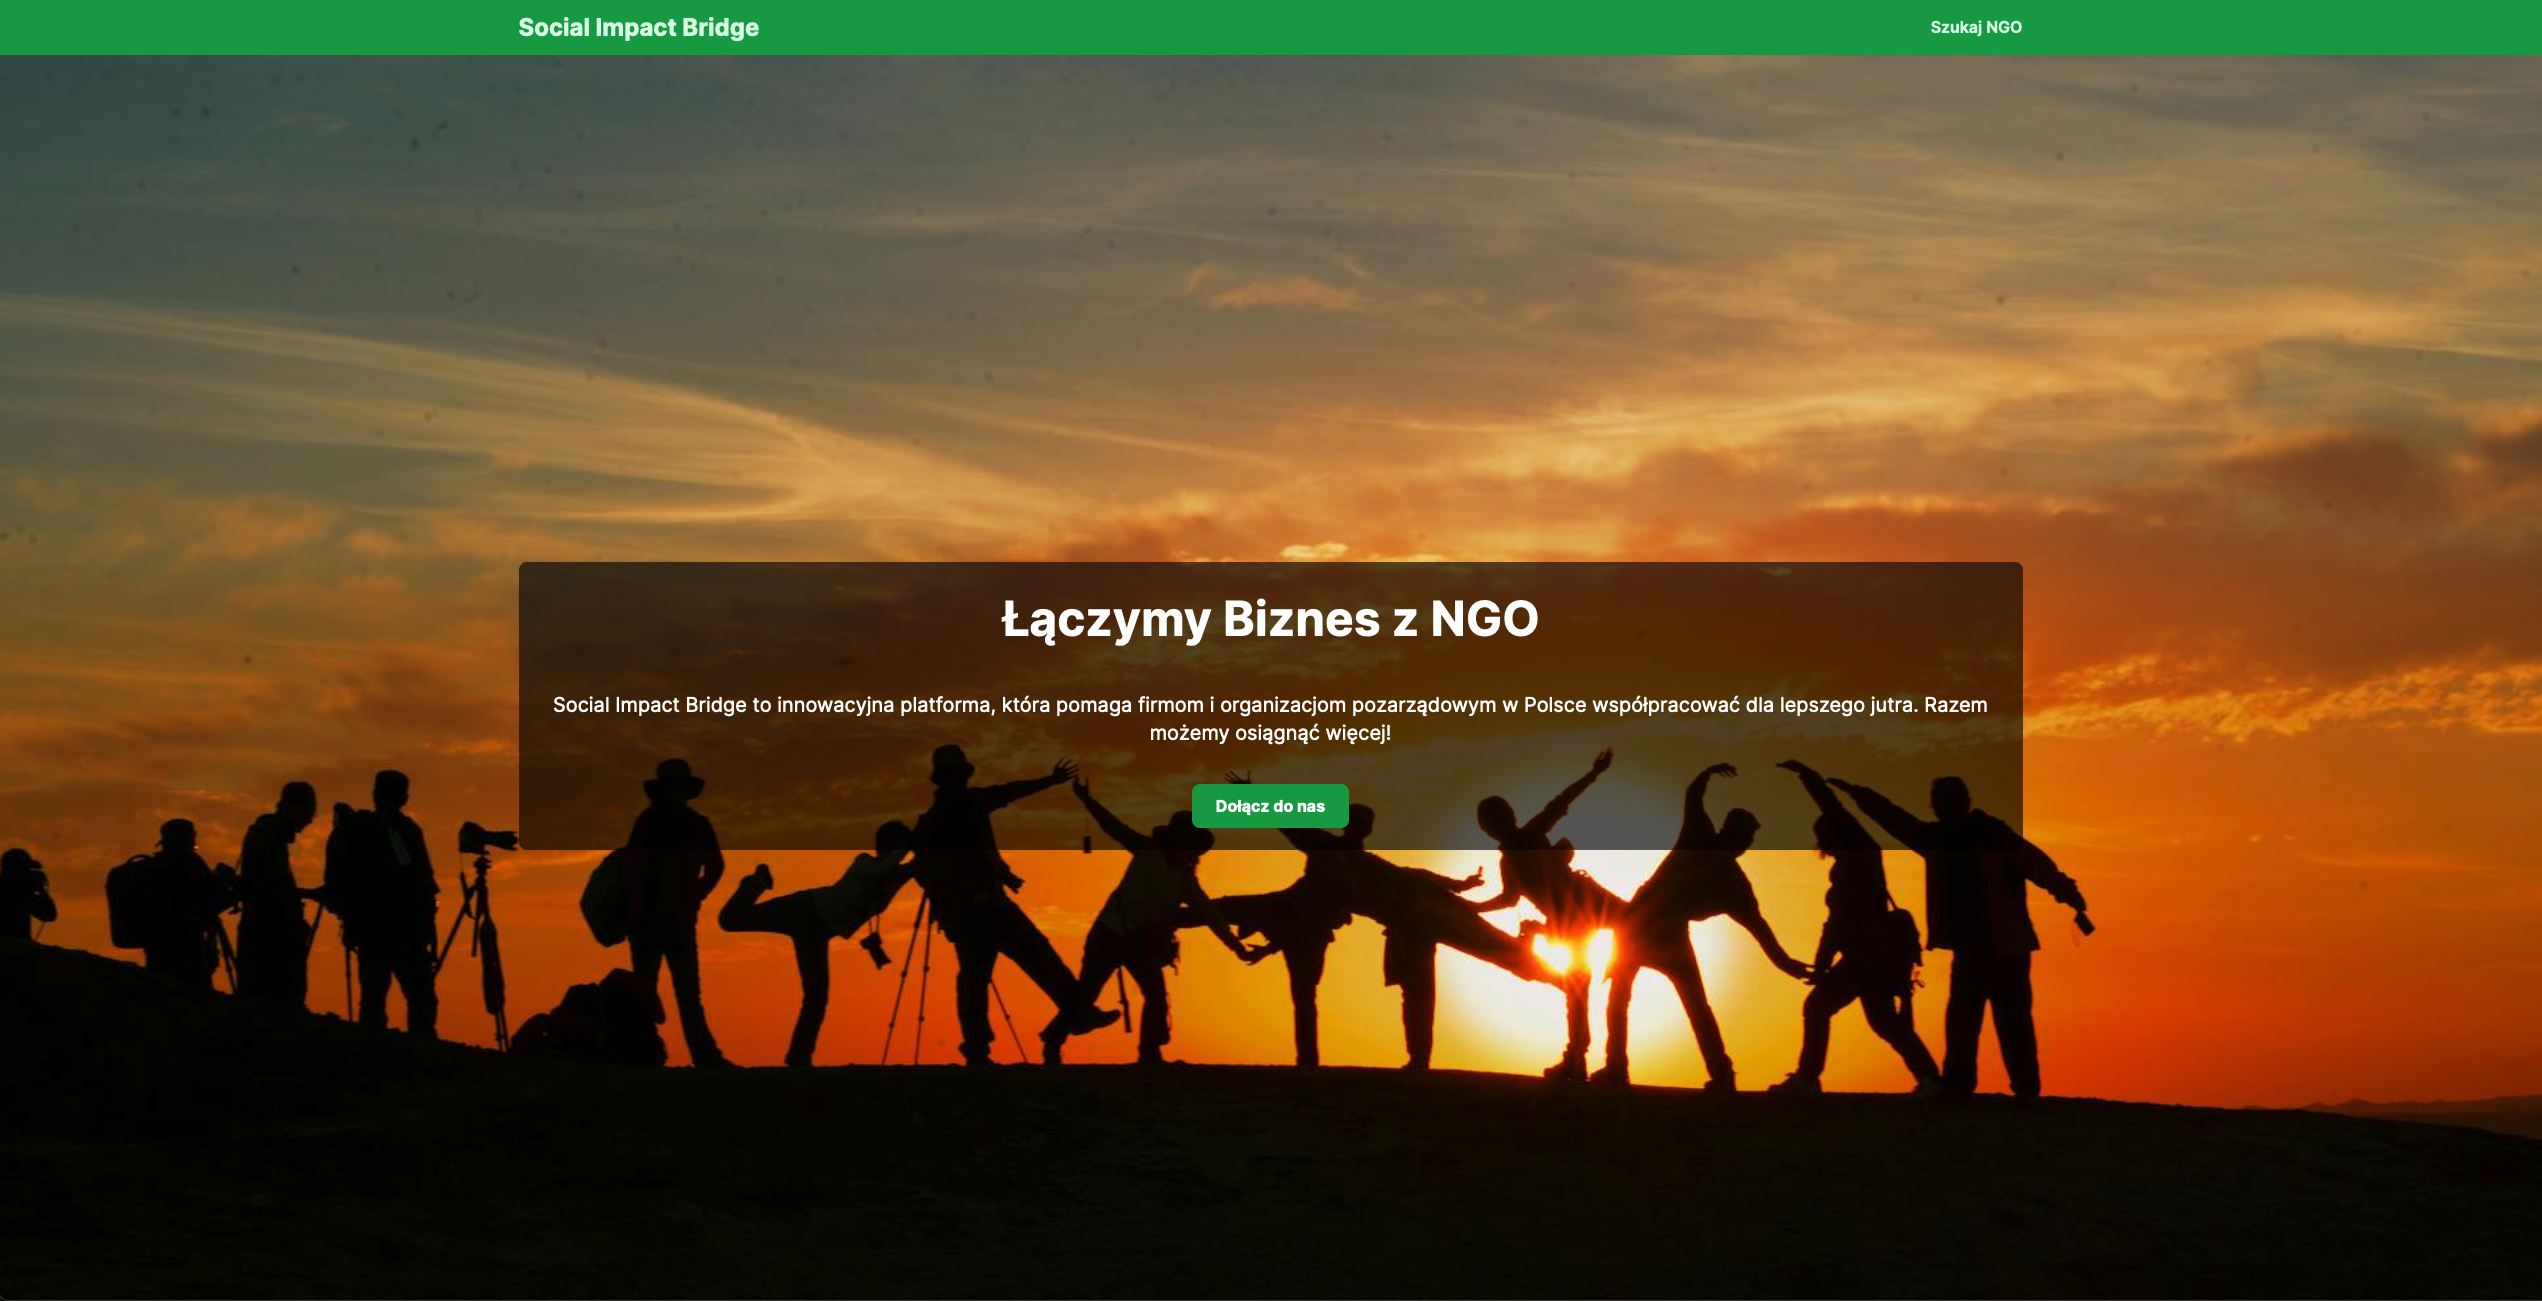 Social Impact Bridge
Szukaj NGO
Łączymy Biznes z NGO
Social Impact Bridge to innowacyjna platforma, która pomaga firmom i organizacjom pozarządowym w Polsce współpracować dla lepszego jutra. Razem
możemy osiągnąć więcej!
Dołącz do nas